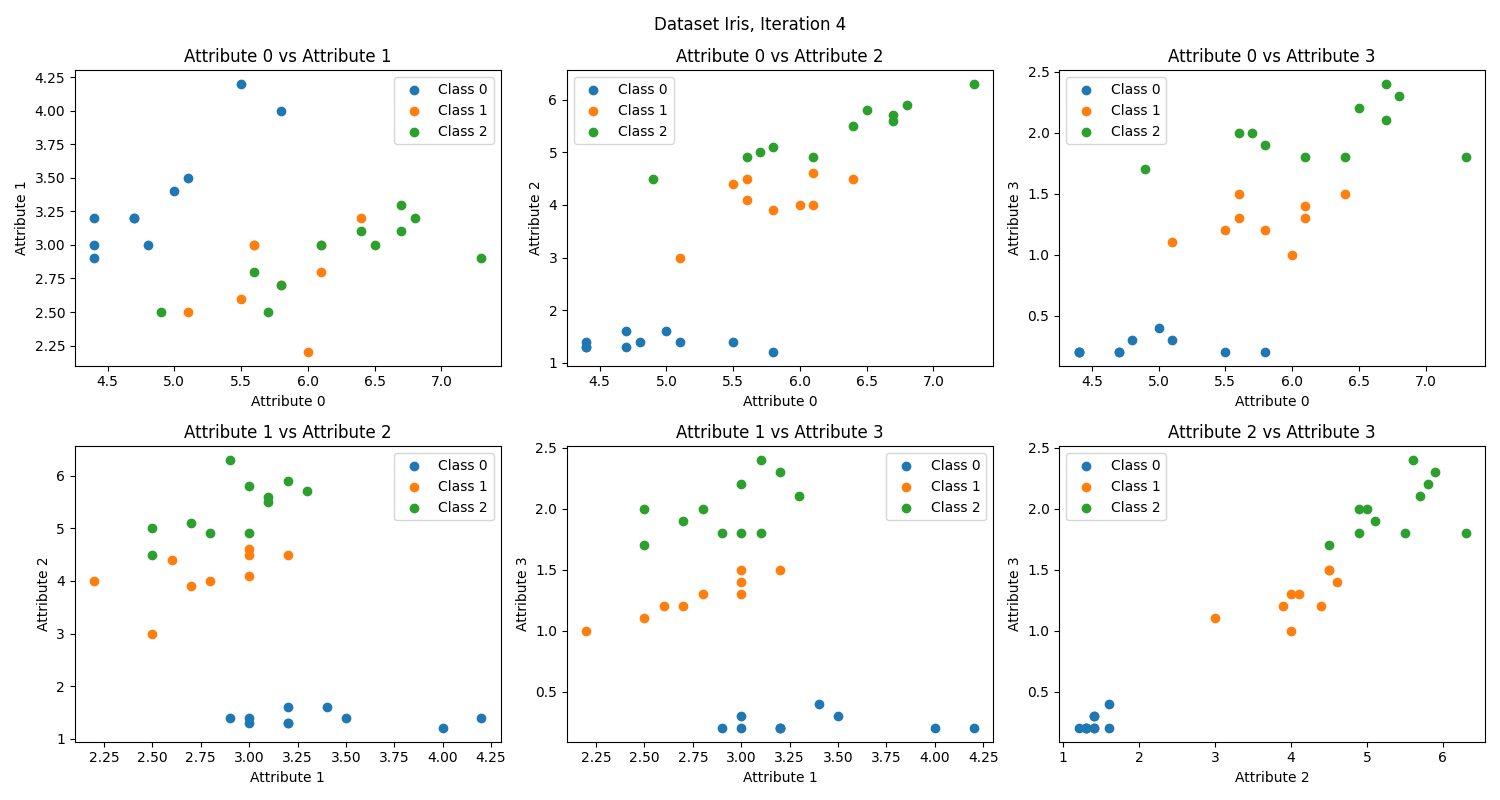 Dataset Iris, Iteration 4
Attribute 0 vs Attribute 1
4.25
4.00
3.75
3.50
3.25
3.00
2.75
2.50
2.25
Attribute 1
4.5 5.0 5.5 6.0 6.5 7.0
Attribute 0
Class 0
Class 1
Class 2
Attribute 0 vs Attribute 2
6
5
4
3
2
1
Attribute 2
4.5 5.0 5.5 6.0 6.5 7.0
Attribute 0
Class 0
Class 1
Class 2
Attribute 0 vs Attribute 3
2.5
2.0
1.5
1.0
0.5
Attribute 3
4.5 5.0 5.5 6.0 6.5 7.0
Attribute 0
Class 0
Class 1
Class 2
Attribute 1 vs Attribute 2
6
5
4
3
2
1
Attribute 2
2.25 2.50 2.75 3.00 3.25 3.50 3.75 4.00 4.25
Attribute 1
Class 0
Class 1
Class 2
Attribute 1 vs Attribute 3
2.5
2.0
1.5
1.0
0.5
Attribute 3
2.25 2.50 2.75 3.00 3.25 3.50 3.75 4.00 4.25
Attribute 1
Class 0
Class 1
Class 2
Attribute 2 vs Attribute 3
2.5
2.0
1.5
1.0
0.5
Attribute 3
1 2 3 4 5 6
Attribute 2
Class 0
Class 1
Class 2